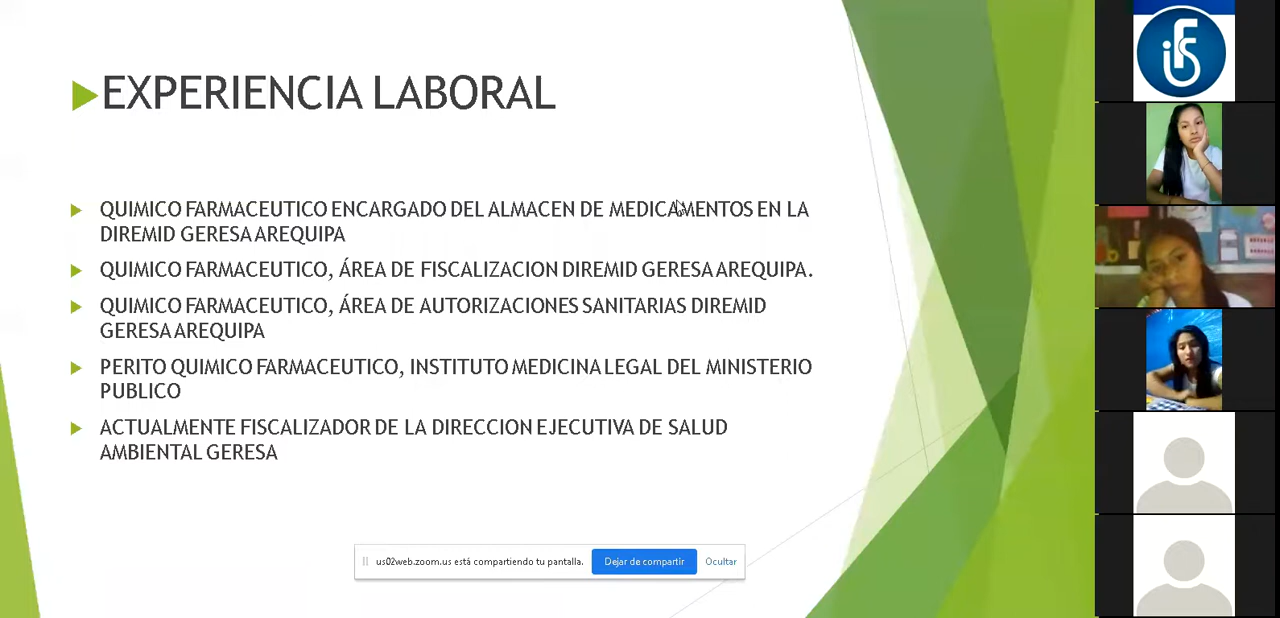 EXPERIENCIA LABORAL
QUIMICO FARMACEUTICO ENCARGADO DEL ALMACEN DE MEDICAMENTOS EN LA
DIREMID GERESA AREQUIPA
QUIMICO FARMACEUTICO, ÁREA DE FISCALIZACION DIREMID GERESA AREQUIPA.
QUIMICO FARMACEUTICO, ÁREA DE AUTORIZACIONES SANITARIAS DIREMID
GERESA AREQUIPA
PERITO QUIMICO FARMACEUTICO, INSTITUTO MEDICINA LEGAL DEL MINISTERIO
PUBLICO
ACTUALMENTE FISCALIZADOR DE LA DIRECCION EJECUTIVA DE SALUD
AMBIENTAL GERESA
us02web.zoom.us está compartiendo tu pantalla.
Dejar de compartir
Ocultar